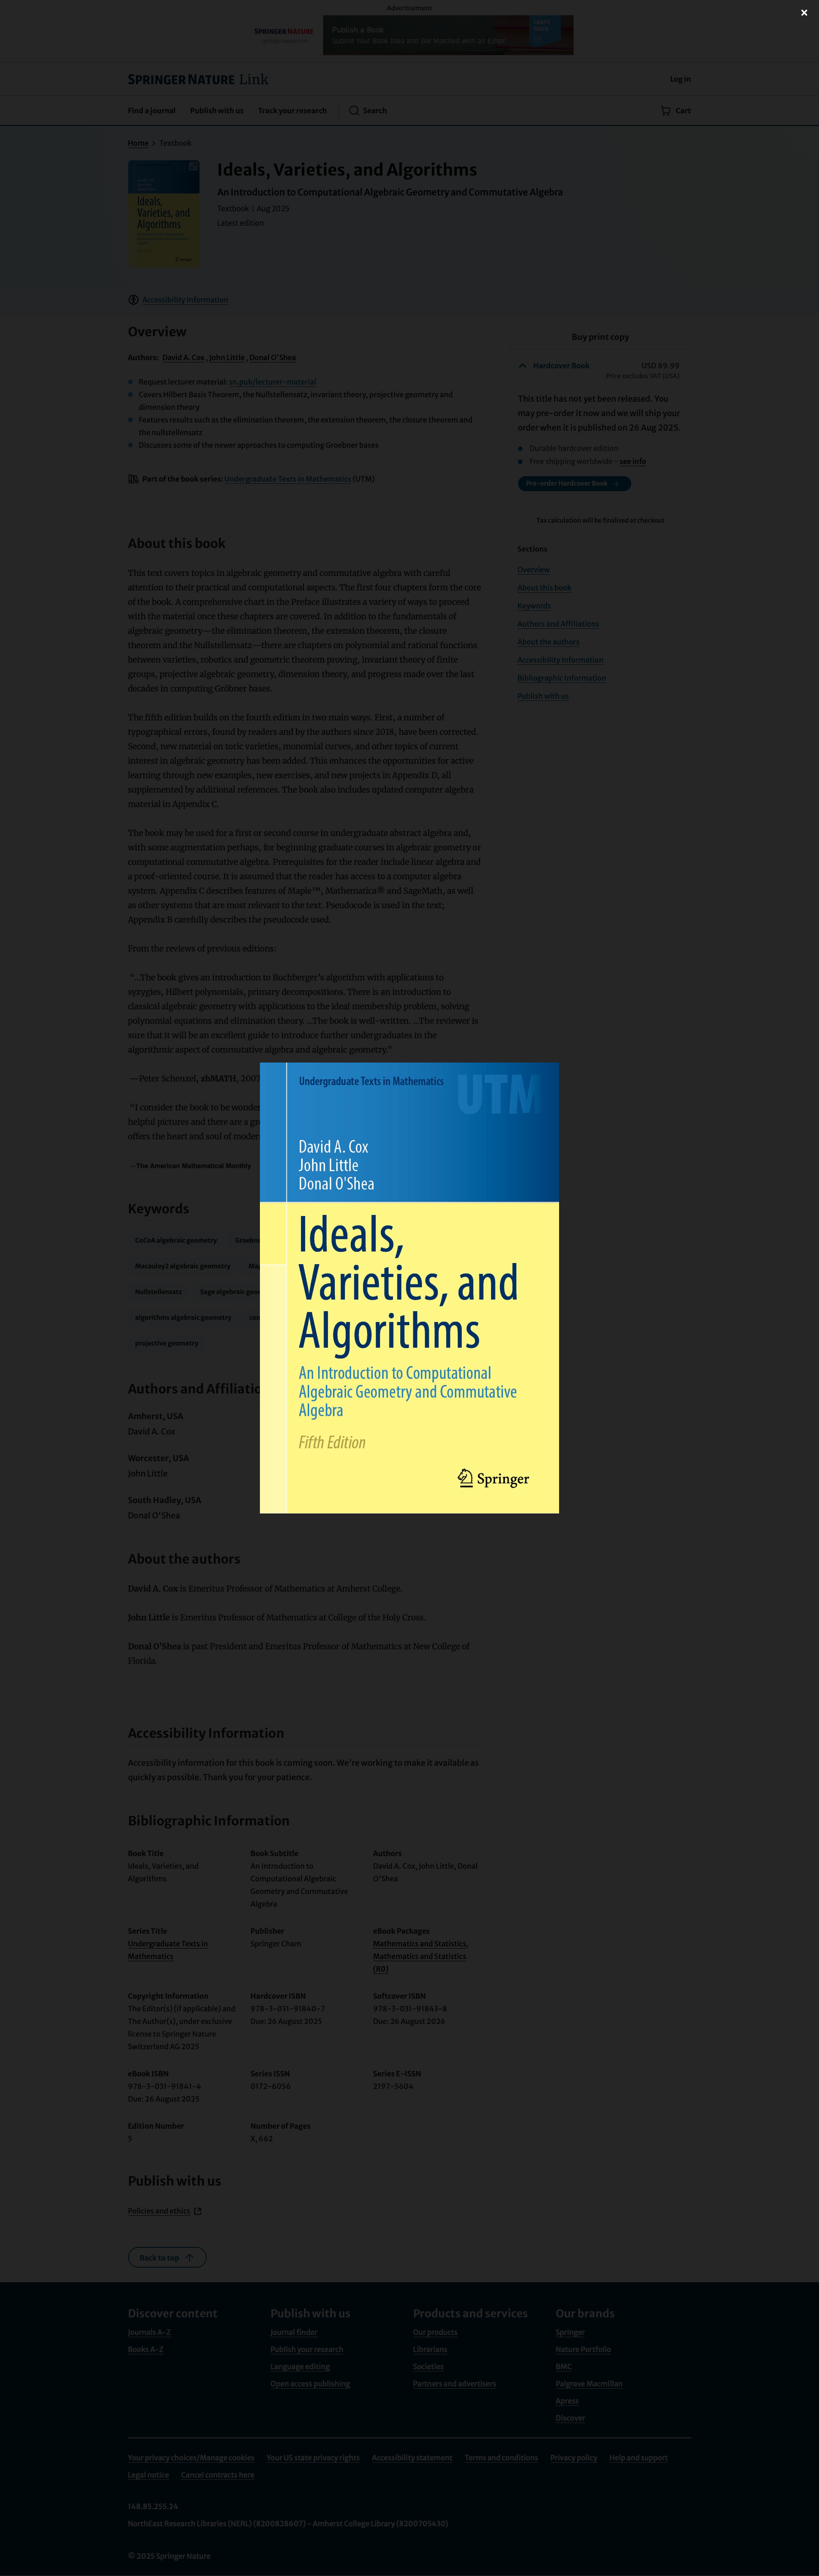 Advertisement
SPRINGER NATURE
Publish a Book
Submit Your Book Idea and Get Matched with an Editor
SPRINGER NATURE Link
Log in
Find a journal Publish with us Track your research Search
Cart
Home > Textbook
Ideals, Varieties, and Algorithms
An Introduction to Computational Algebraic Geometry and Commutative Algebra
Textbook | Aug 2025
Latest edition
Accessibility Information
Overview
Authors: David A. Cox, John Little, Donal O'Shea
Request lecturer material: sn.pub/lecturer-material
Covers Hilbert Basis Theorem, the Nullstellensatz, invariant theory, projective geometry and
dimension theory
Features results such as the elimination theorem, the extension theorem, the closure theorem and
the nullstellensatz
Discusses some of the newer approaches to computing Groebner bases
Part of the book series: Undergraduate Texts in Mathematics (UTM)
Buy print copy
Hardcover Book USD 89.99
Price excludes VAT (USA)
This title has not yet been released. You
may pre-order it now and we will ship your
order when it is published on 26 Aug 2025.
Durable hardcover edition
Free shipping worldwide - see info
Pre-order Hardcover Book
Tax calculation will be finalised at checkout
Sections
Overview
About this book
Keywords
Authors and Affiliations
About the authors
Accessibility Information
Bibliographic Information
Publish with us
About this book
This text covers topics in algebraic geometry and commutative algebra with careful
attention to their practical and computational aspects. The first four chapters form the core
of the book. A comprehensive chart in the Preface illustrates a variety of ways to proceed
with the material once these chapters are covered. In addition to the fundamentals of
algebraic geometry—the elimination theorem, the extension theorem, the closure
theorem and the Nullstellensatz—there are chapters on polynomial and rational functions
between varieties, robotics and geometric theorem proving, invariant theory of finite
groups, projective algebraic geometry, dimension theory, and progress made over the last
decades in computing Gröbner bases.
The fifth edition builds on the fourth edition in two main ways. First, a number of
typographical errors, found by readers and by the authors since 2018, have been corrected.
Second, new material on toric varieties, monomial curves, and other topics of current
interest in algebraic geometry has been added. This enhances the opportunities for active
learning through new examples, new exercises, and new projects in Appendix D, all
supplemented by additional references. The book also includes updated computer algebra
material in Appendix C.
The book may be used for a first or second course in undergraduate abstract algebra and,
with some augmentation perhaps, for beginning graduate courses in algebraic geometry or
computational commutative algebra. Prerequisites for the reader include linear algebra and
a proof-oriented course. It is assumed that the reader has access to a computer algebra
system. Appendix C describes features of Maple™, Mathematica® and SageMath, as well
as other systems that are most relevant to the text. Pseudocode is used in the text;
Appendix B carefully describes the pseudocode used.
From the reviews of previous editions:
“...The book gives an introduction to Buchberger’s algorithm with applications to
syzygies, Hilbert polynomials, primary decompositions. There is an introduction to
classical algebraic geometry with applications to the ideal membership problem, solving
polynomial equations and elimination theory. ...The book is well-written. ...The reviewer is
sure that it will be an excellent guide to introduce further undergraduates in the
algorithmic aspect of commutative algebra and algebraic geometry.”
—Peter Schenzel, zbMATH, 2007
“I consider the book to be wonder
helpful pictures and there are a gr
offers the heart and soul of moder
—The American Mathematical Monthly
Undergraduate Texts in Mathematics
UTM
David A. Cox
John Little
Donal O'Shea
Ideals,
Varieties, and
Algorithms
An Introduction to Computational
Algebraic Geometry and Commutative
Algebra
Fifth Edition
Springer
Keywords
CoCoA algebraic geometry
Macaulay2 algebraic geometry
Nullstellensatz Sage algebraic
algorithms algebraic geometry
projective geometry
Authors and Affiliatio
Amherst, USA
David A. Cox
Worcester, USA
John Little
South Hadley, USA
Donal O'Shea
About the authors
David A. Cox is Emeritus Professor of Mathematics at Amherst College.
John Little is Emeritus Professor of Mathematics at College of the Holy Cross.
Donal O’Shea is past President and Emeritus Professor of Mathematics at New College of
Florida.
Accessibility Information
Accessibility information for this book is coming soon. We're working to make it available as
quickly as possible. Thank you for your patience.
Bibliographic Information
Book Title
Ideals, Varieties, and
Algorithms
Book Subtitle
An Introduction to
Computational Algebraic
Geometry and Commutative
Algebra
Authors
David A. Cox, John Little, Donal
O'Shea
Series Title
Undergraduate Texts in
Mathematics
Publisher
Springer Cham
eBook Packages
Mathematics and Statistics,
Mathematics and Statistics
(R0)
Copyright Information
The Editor(s) (if applicable) and
The Author(s), under exclusive
license to Springer Nature
Switzerland AG 2025
Hardcover ISBN
978-3-031-91840-7
Due: 26 August 2025
Softcover ISBN
978-3-031-91843-8
Due: 26 August 2026
eBook ISBN
978-3-031-91841-4
Due: 26 August 2025
Series ISSN
0172-6056
Series E-ISSN
2197-5604
Edition Number
5
Number of Pages
X, 662
Publish with us
Policies and ethics
Back to top
Discover content
Journals A-Z
Books A-Z
Publish with us
Journal finder
Publish your research
Language editing
Open access publishing
Products and services
Our products
Librarians
Societies
Partners and advertisers
Our brands
Springer
Nature Portfolio
BMC
Palgrave Macmillan
Apress
Discover
Your privacy choices/Manage cookies Your US state privacy rights Accessibility statement Terms and conditions Privacy policy Help and support
Legal notice Cancel contracts here
148.85.255.24
NorthEast Research Libraries (NERL) (8200828607) - Amherst College Library (8200705430)
© 2025 Springer Nature